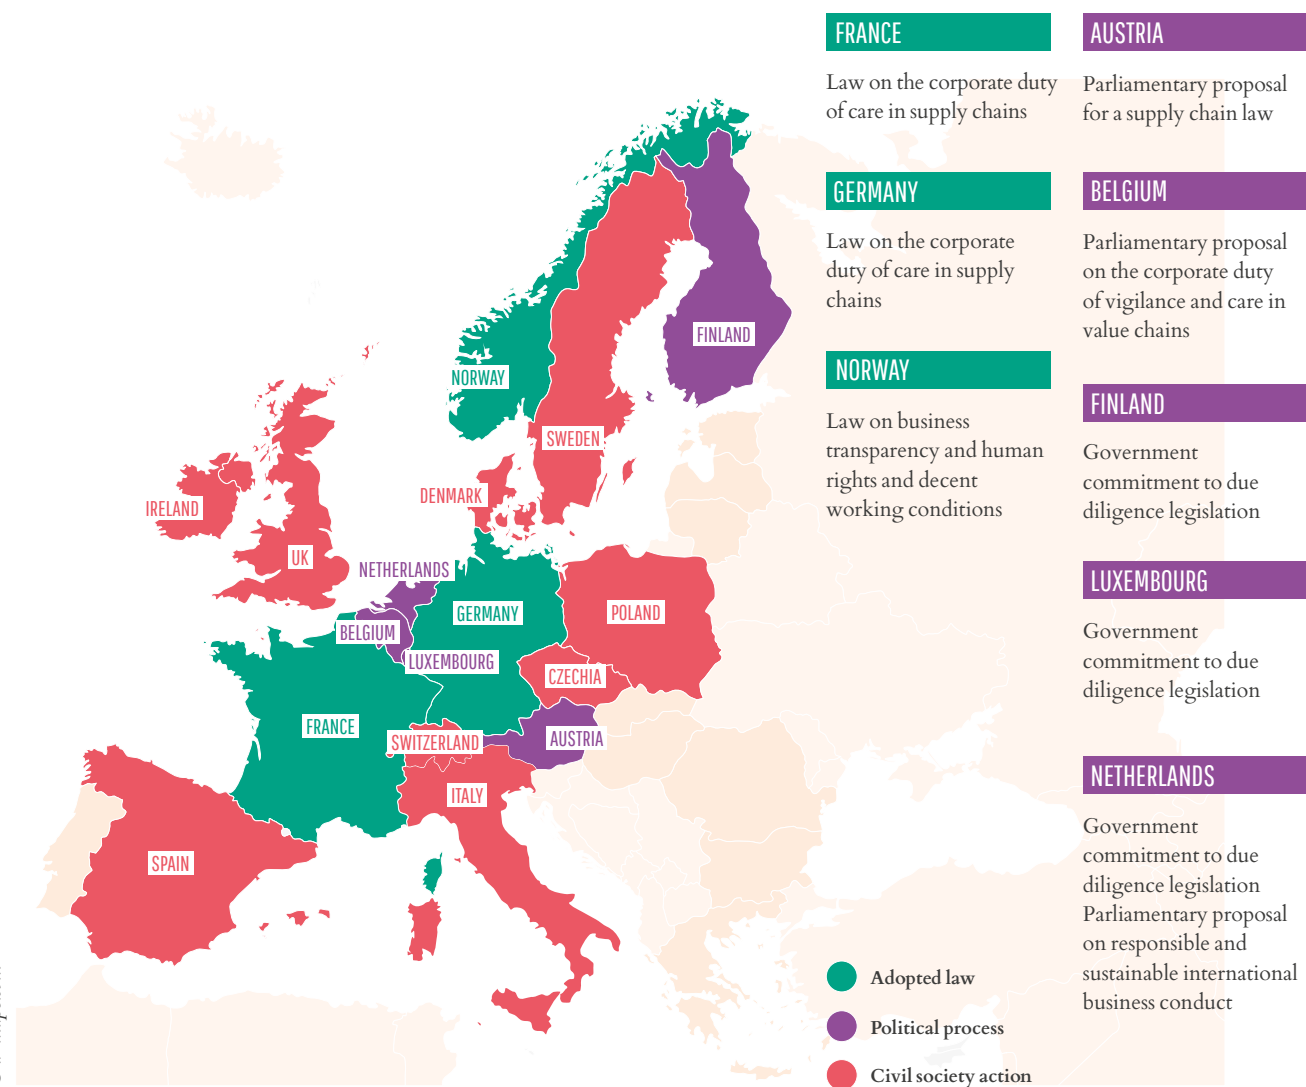 FRANCE
Law on the corporate duty
of care in supply chains
GERMANY
Law on the corporate
duty of care in supply
chains
NORWAY
Law on business
transparency and human
rights and decent
working conditions
AUSTRIA
Parliamentary proposal
for a supply chain law
BELGIUM
Parliamentary proposal
on the corporate duty
of vigilance and care in
value chains
FINLAND
Government
commitment to due
diligence legislation
LUXEMBOURG
Government
commitment to due
diligence legislation
NETHERLANDS
Government
commitment to due
diligence legislation
Parliamentary proposal
on responsible and
sustainable international
business conduct
FINLAND
NORWAY
SWEDEN
DENMARK
IRELAND
UK
NETHERLANDS
GERMANY
POLAND
BELGIUM
LUXEMBOURG
CZECHIA
FRANCE
SWITZERLAND
AUSTRIA
ITALY
SPAIN
Adopted law
Political process
Civil society action